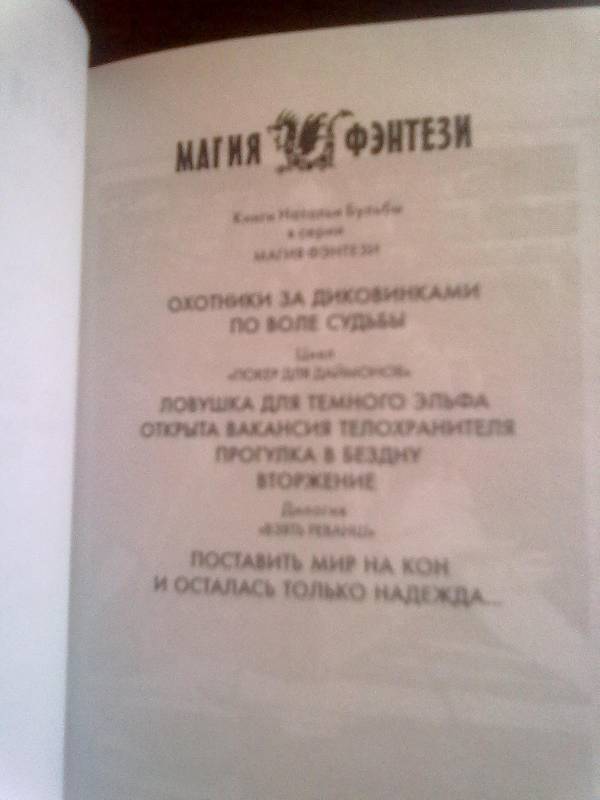 МАГИЯ ФЭНТЕЗИ
Книги Натальи Бульбы
в серии
МАГИЯ ФЭНТЕЗИ
ОХОТНИКИ ЗА ДИКОВИНКАМИ
ПО ВОЛЕ СУДЬБЫ
Цикл
«ПОКЕР ДЛАЯ ДАЙМОНОВ»
ЛОВУШКА ДЛЯ ТЕМНОГО ЭЛЬФА
ОТКРЫТА ВАКАНСИЯ ТЕЛОХРАНИТЕЛЯ
ПРОГУЛКА В БЕЗДНУ
ВТОРЖЕНИЕ
Дилогия
«ВЗЯТЬ РЕВАНШ»
ПОСТАВИТЬ МИР НА КОН
И ОСТАЛАСЬ ТОЛЬКО НАДЕЖДА...